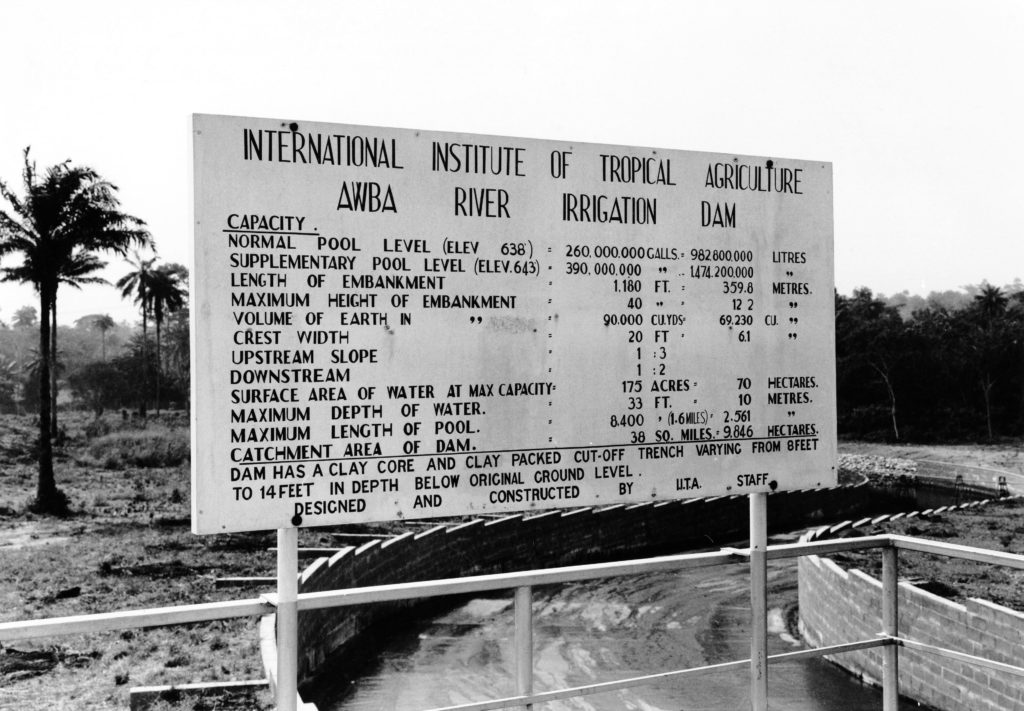 INTERNATIONAL INSTITUTE OF TROPICAL AGRICULTURE
AWBA RIVER IRRIGATION DAM
CAPACITY.
NORMAL POOL LEVEL (ELEV 638') = 260,000.000 GALLS.= 982.800.000 LITRES
SUPPLEMENTARY POOL LEVEL (ELEV.643) = 390,000.000 " .. 1,474.200.000 "
LENGTH OF EMBANKMENT = 1.180 FT. = 359.8 METRES.
MAXIMUM HEIGHT OF EMBANKMENT = 40 " = 12 2 "
VOLUME OF EARTH IN " = 90.000 CU.YDS= 69.230 CU. "
CREST WIDTH = 20 FT = 6.1 "
UPSTREAM SLOPE = 1 : 3
DOWNSTREAM = 1 : 2
SURFACE AREA OF WATER AT MAX CAPACITY= 175 ACRES = 70 HECTARES.
MAXIMUM DEPTH OF WATER. = 33 FT. = 10 METRES.
MAXIMUM LENGTH OF POOL. = 8.400 " (1.6 MILES)= 2.561 "
CATCHMENT AREA OF DAM. = 38 SQ. MILES.= 9.846 HECTARES.
DAM HAS A CLAY CORE AND CLAY PACKED CUT-OFF TRENCH VARYING FROM 8 FEET
TO 14 FEET IN DEPTH BELOW ORIGINAL GROUND LEVEL.
DESIGNED AND CONSTRUCTED BY I.I.T.A. STAFF